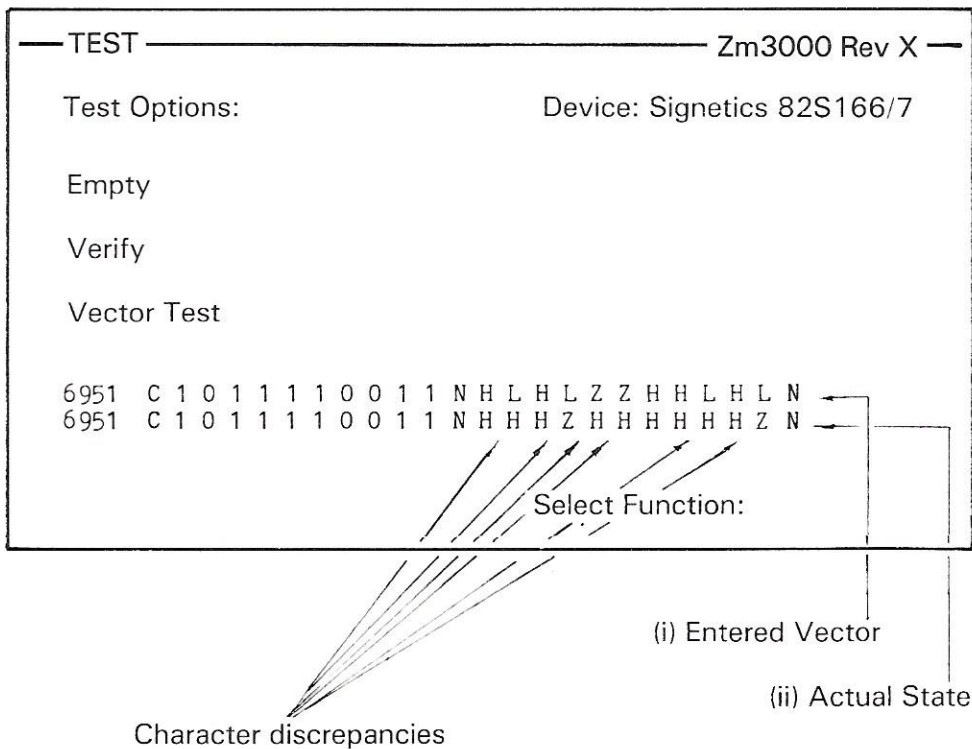 TEST Zm3000 Rev X
Test Options: Device: Signetics 82S166/7
Empty
Verify
Vector Test
6951 C 1 0 1 1 1 1 0 0 1 1 N H L H L Z Z H H L H L N
6951 C 1 0 1 1 1 1 0 0 1 1 N H H H Z H H H H H H Z N
Select Function:
(i) Entered Vector
(ii) Actual State
Character discrepancies